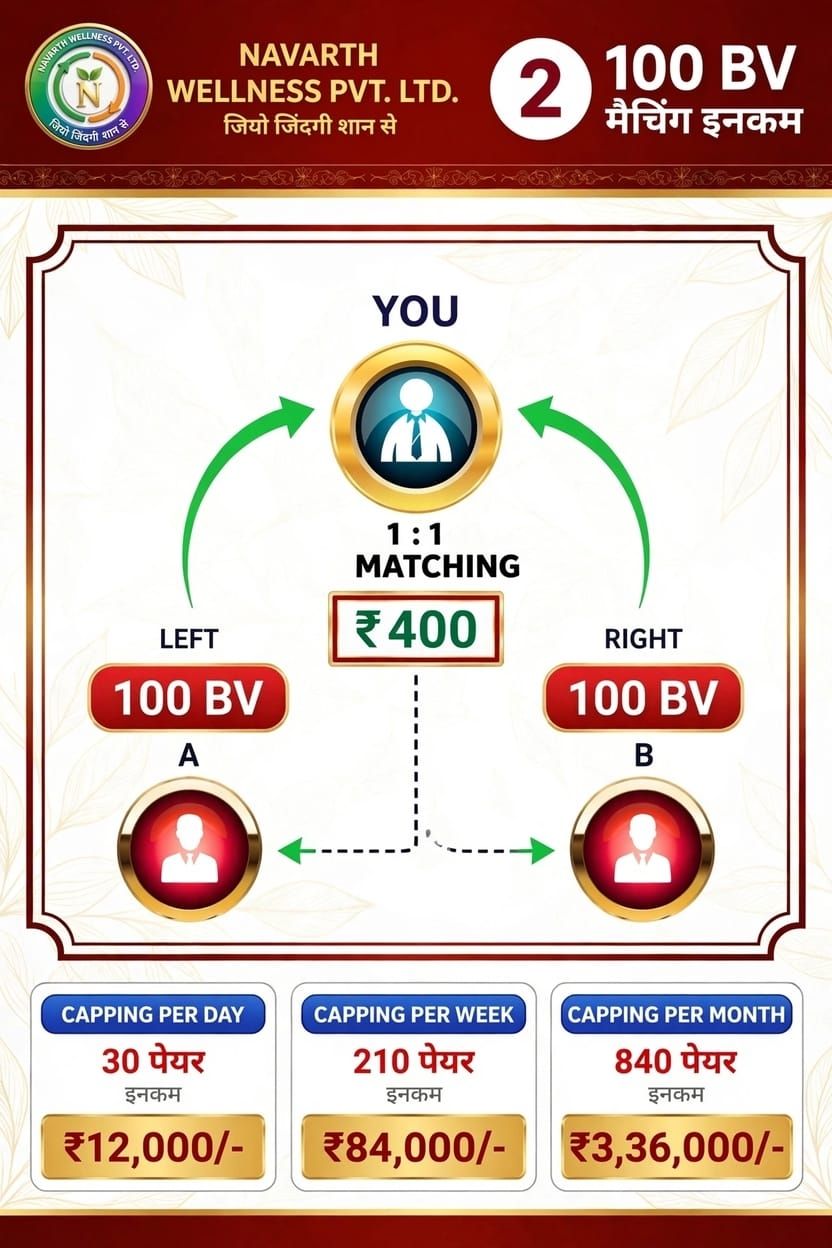 NAVARTH WELLNESS PVT. LTD.
N
जियो जिंदगी शान से
NAVARTH
WELLNESS PVT. LTD.
जियो जिंदगी शान से
2
100 BV
मैचिंग इनकम
YOU
1 : 1
MATCHING
₹400
LEFT
100 BV
A
RIGHT
100 BV
B
CAPPING PER DAY
30 पेयर
इनकम
₹12,000/-
CAPPING PER WEEK
210 पेयर
इनकम
₹84,000/-
CAPPING PER MONTH
840 पेयर
इनकम
₹3,36,000/-